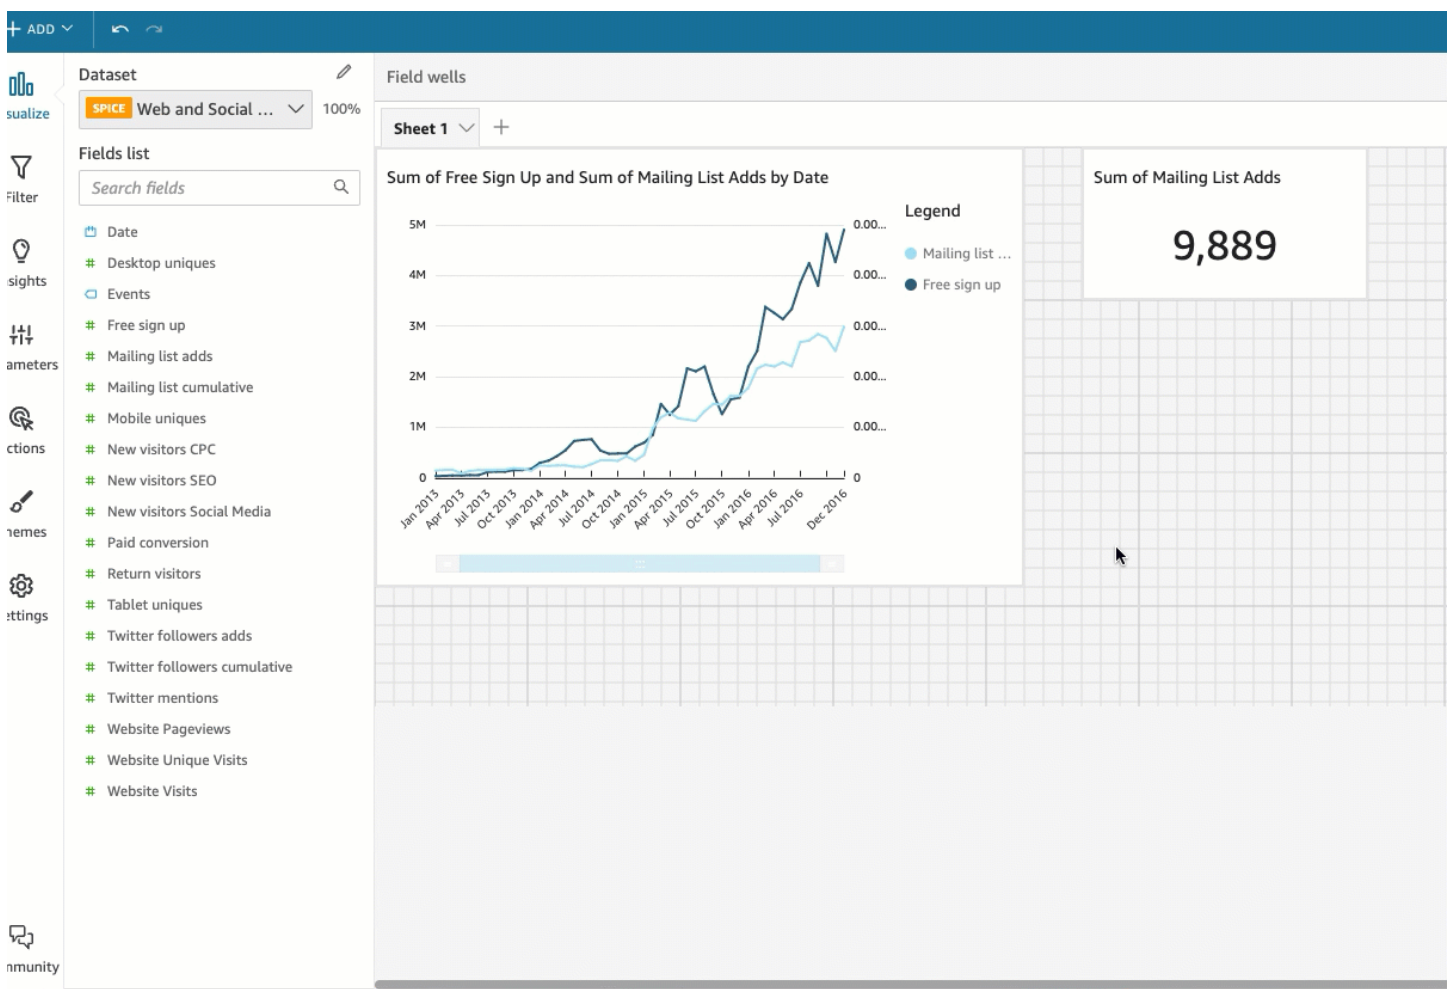 ADD
Dataset
SPICE Web and Social ... 100%
Fields list
Search fields
Date
Desktop uniques
Events
Free sign up
Mailing list adds
Mailing list cumulative
Mobile uniques
New visitors CPC
New visitors SEO
New visitors Social Media
Paid conversion
Return visitors
Tablet uniques
Twitter followers adds
Twitter followers cumulative
Twitter mentions
Website Pageviews
Website Unique Visits
Website Visits
sualize
Filter
sights
ameters
ctions
hemes
ettings
nmunity
Field wells
Sheet 1
Sum of Free Sign Up and Sum of Mailing List Adds by Date
5M
4M
3M
2M
1M
0
0.00...
0.00...
0.00...
0.00...
0.00...
0
Jan 2013
Apr 2013
Jul 2013
Oct 2013
Jan 2014
Apr 2014
Jul 2014
Oct 2014
Jan 2015
Apr 2015
Jul 2015
Oct 2015
Jan 2016
Apr 2016
Jul 2016
Dec 2016
Legend
Mailing list ...
Free sign up
Sum of Mailing List Adds
9,889